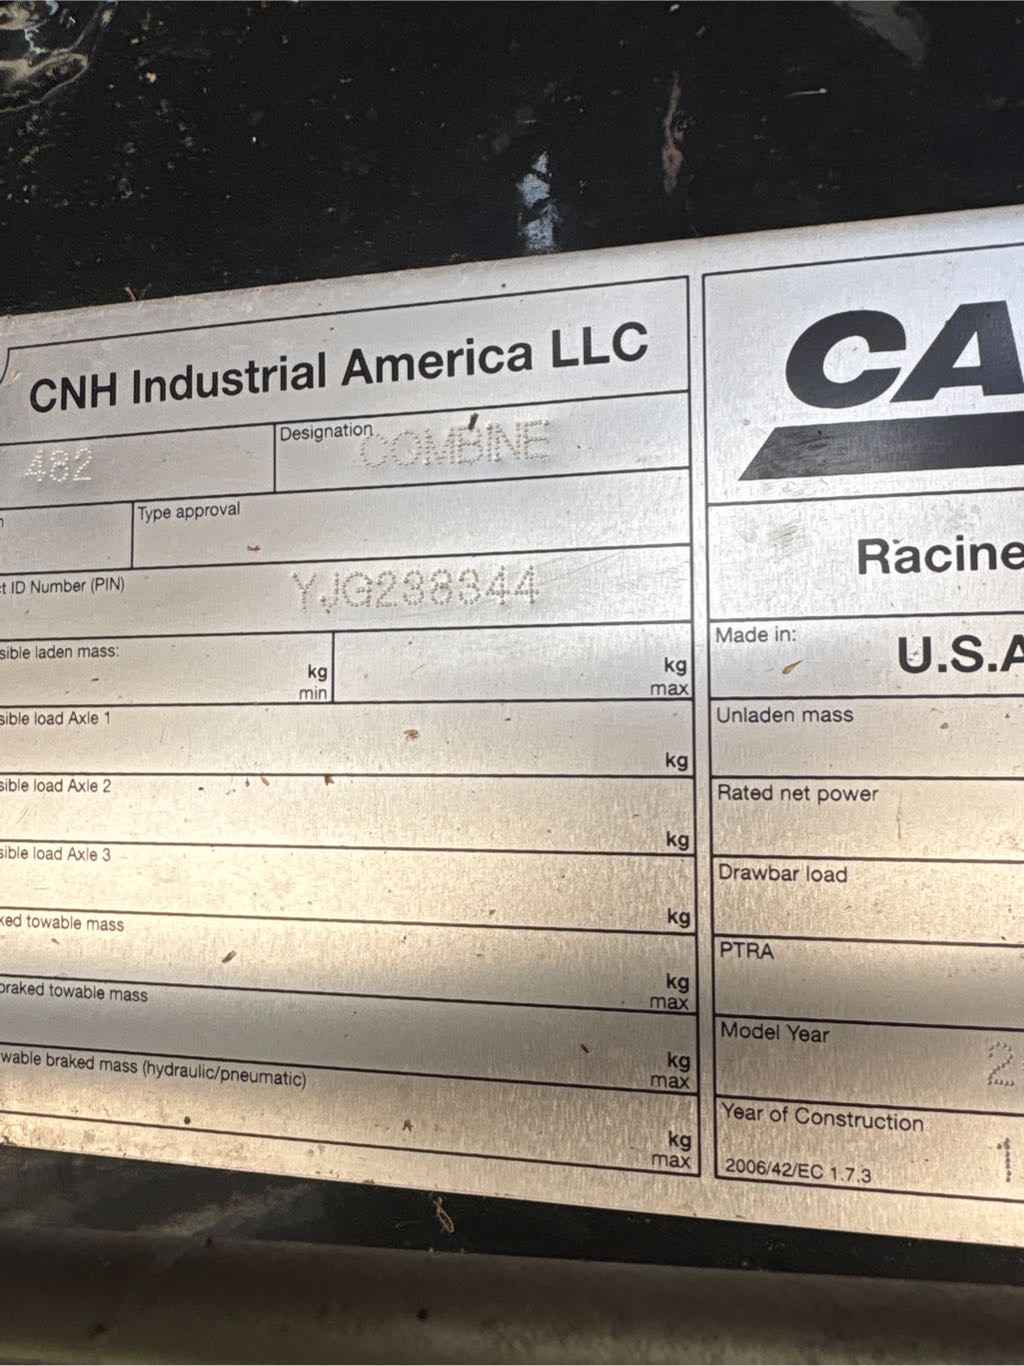 CNH Industrial America LLC
482
Designation COMBINE
Type approval
t ID Number (PIN) YJG238344
sible laden mass:
kg
min
kg
max
sible load Axle 1
kg
sible load Axle 2
kg
sible load Axle 3
kg
ked towable mass
kg
max
braked towable mass
kg
max
wable braked mass (hydraulic/pneumatic)
kg
max
CA
Racine
Made in:
U.S.A
Unladen mass
Rated net power
Drawbar load
PTRA
Model Year
2
Year of Construction
1
2006/42/EC 1.7.3